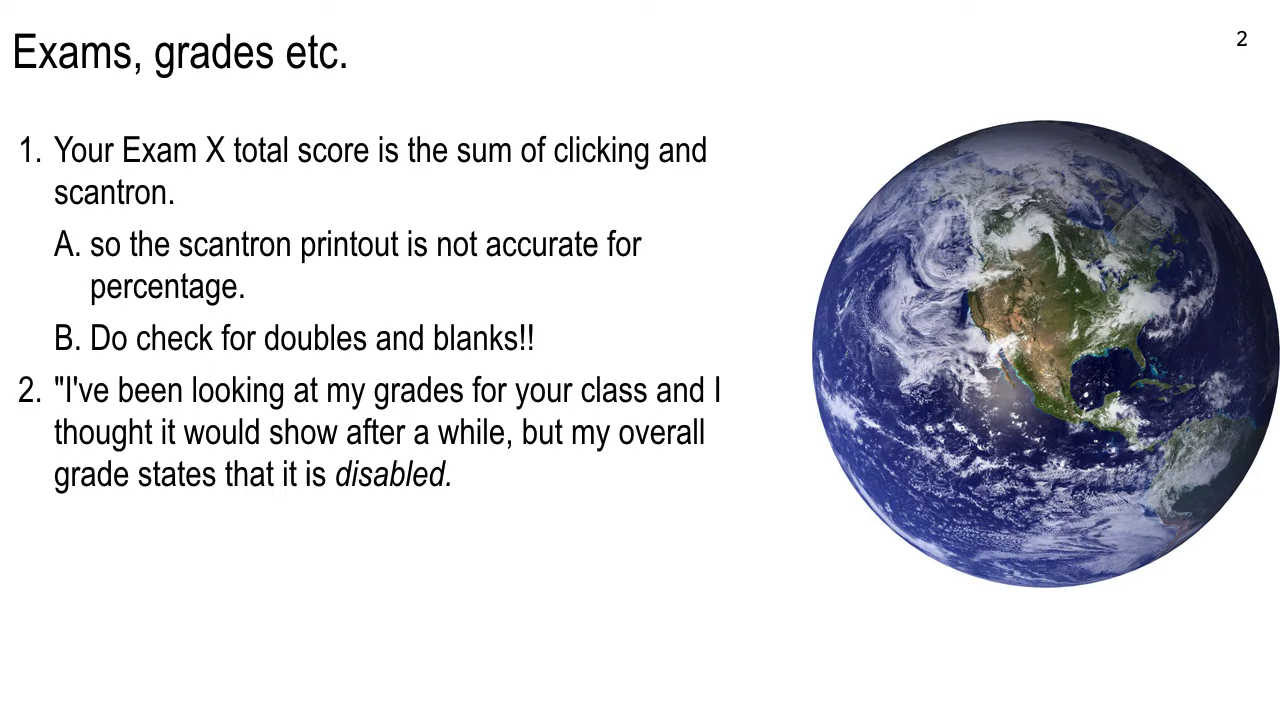 Exams, grades etc.
2
1. Your Exam X total score is the sum of clicking and
scantron.
A. so the scantron printout is not accurate for
percentage.
B. Do check for doubles and blanks!!
2. "I've been looking at my grades for your class and I
thought it would show after a while, but my overall
grade states that it is disabled.